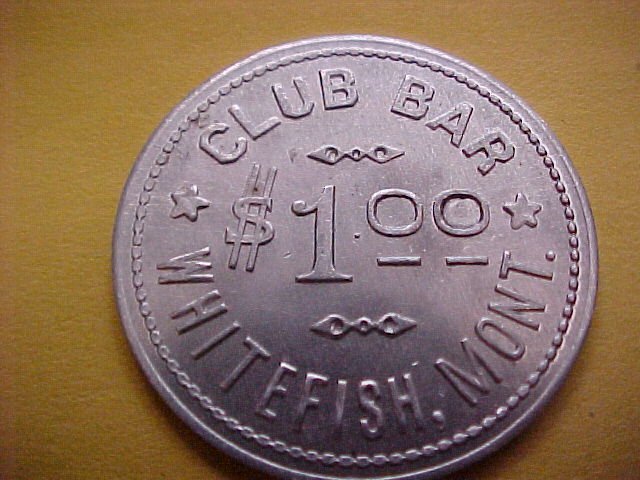 CLUB BAR
$1.00
WHITEFISH, MONT.